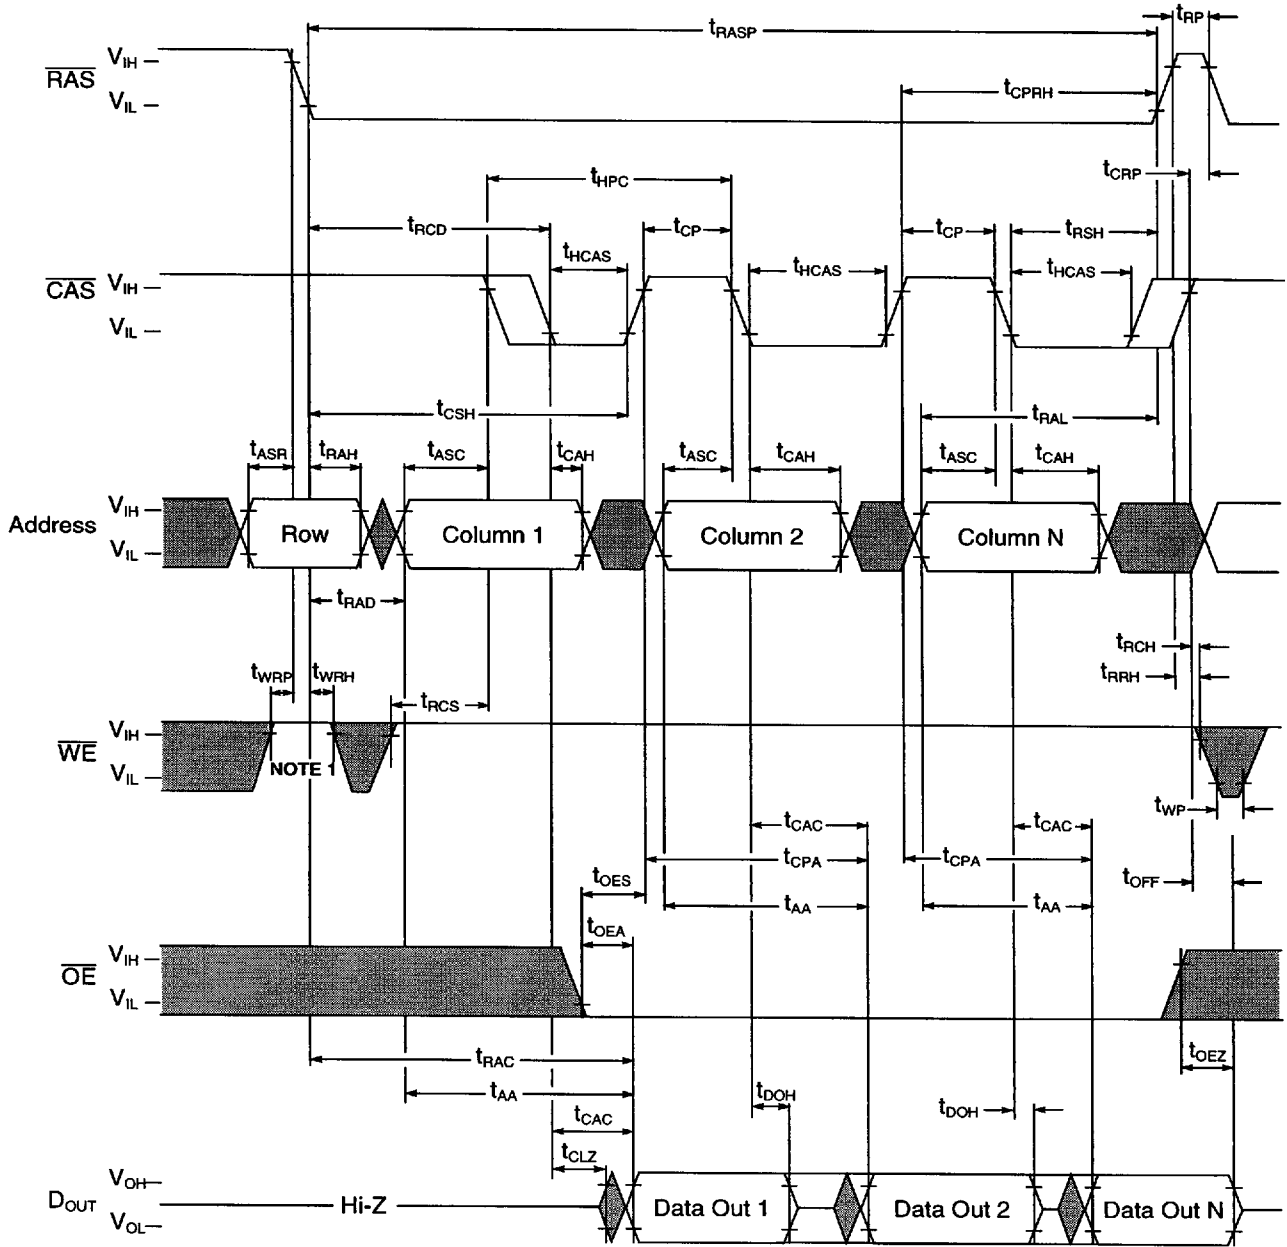 tRP
tRASP
VIH
RAS
VIL
tCPRH
tCRP
tHPC
tRCD
tCP
tCP
tRSH
tHCAS
tHCAS
tHCAS
VIH
CAS
VIL
tCSH
tRAL
tASR
tRAH
tASC
tCAH
tASC
tCAH
tASC
tCAH
VIH
Address
Row
Column 1
Column 2
Column N
VIL
tRAD
tRCH
tWRP
tWRH
tRRH
tRCS
VIH
WE
NOTE 1
VIL
tWP
tCAC
tCAC
tCPA
tCPA
tOES
tOFF
tAA
tAA
tOEA
VIH
OE
VIL
tRAC
tOEZ
tAA
tDOH
tDOH
tCAC
tCLZ
VOH
DOUT
Hi-Z
Data Out 1
Data Out 2
Data Out N
VOL